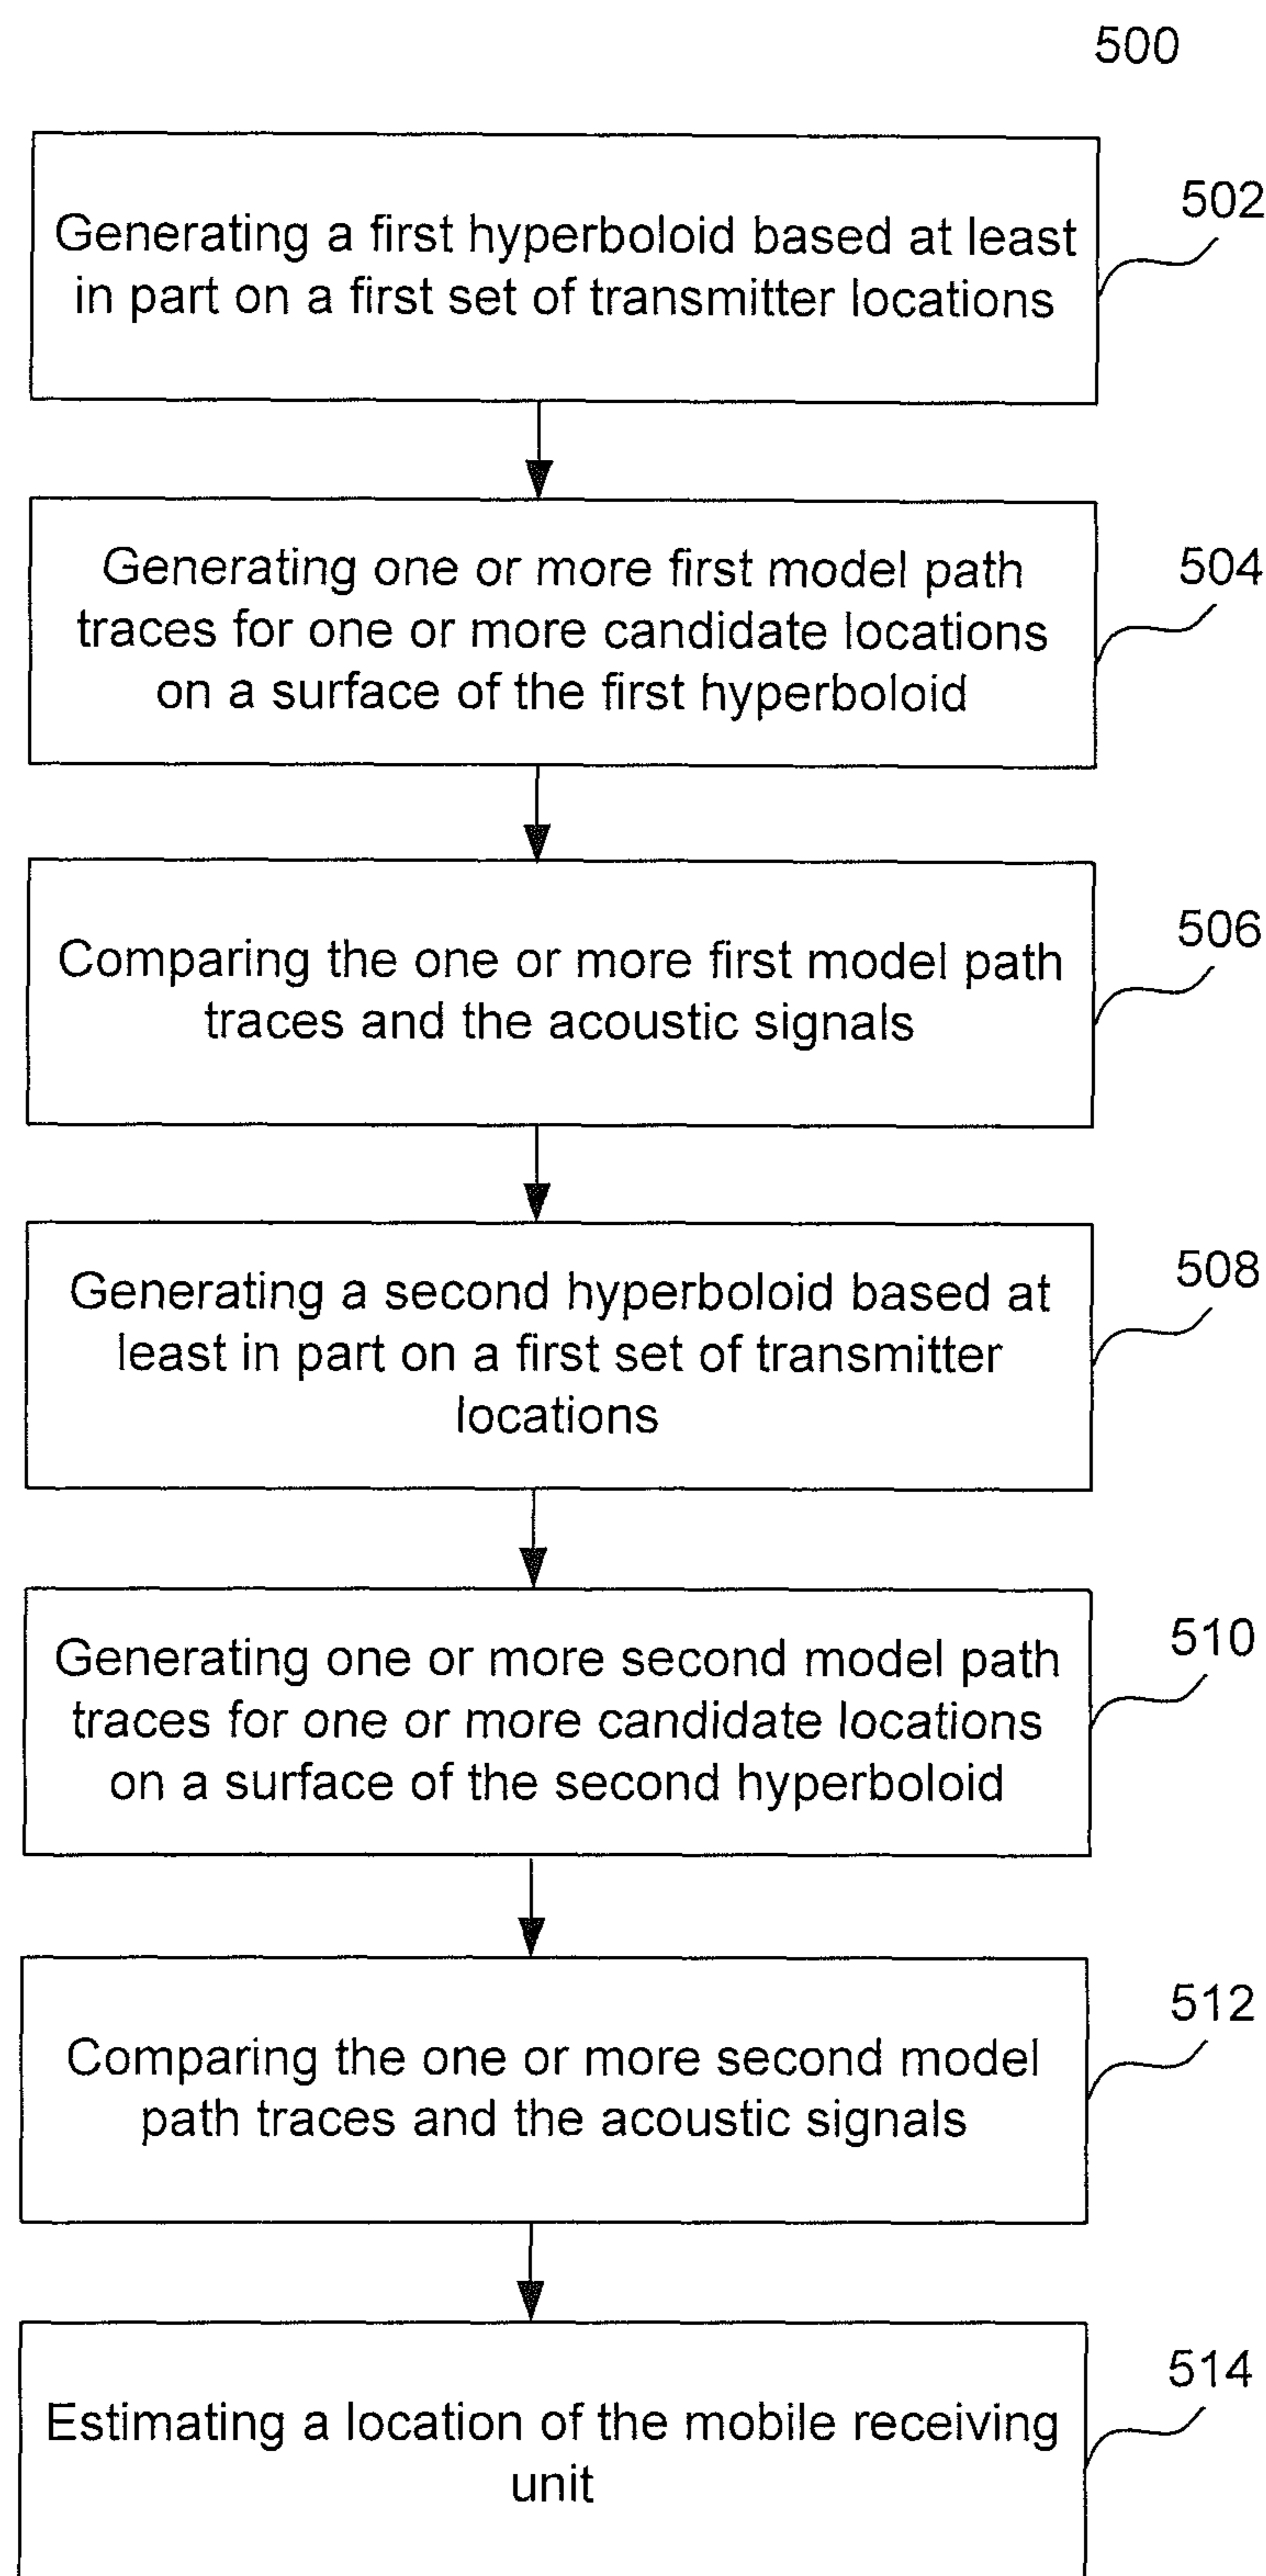 500
Generating a first hyperboloid based at least
in part on a first set of transmitter locations
502
Generating one or more first model path
traces for one or more candidate locations
on a surface of the first hyperboloid
504
Comparing the one or more first model path
traces and the acoustic signals
506
Generating a second hyperboloid based at
least in part on a first set of transmitter
locations
508
Generating one or more second model path
traces for one or more candidate locations
on a surface of the second hyperboloid
510
Comparing the one or more second model
path traces and the acoustic signals
512
Estimating a location of the mobile receiving
unit
514